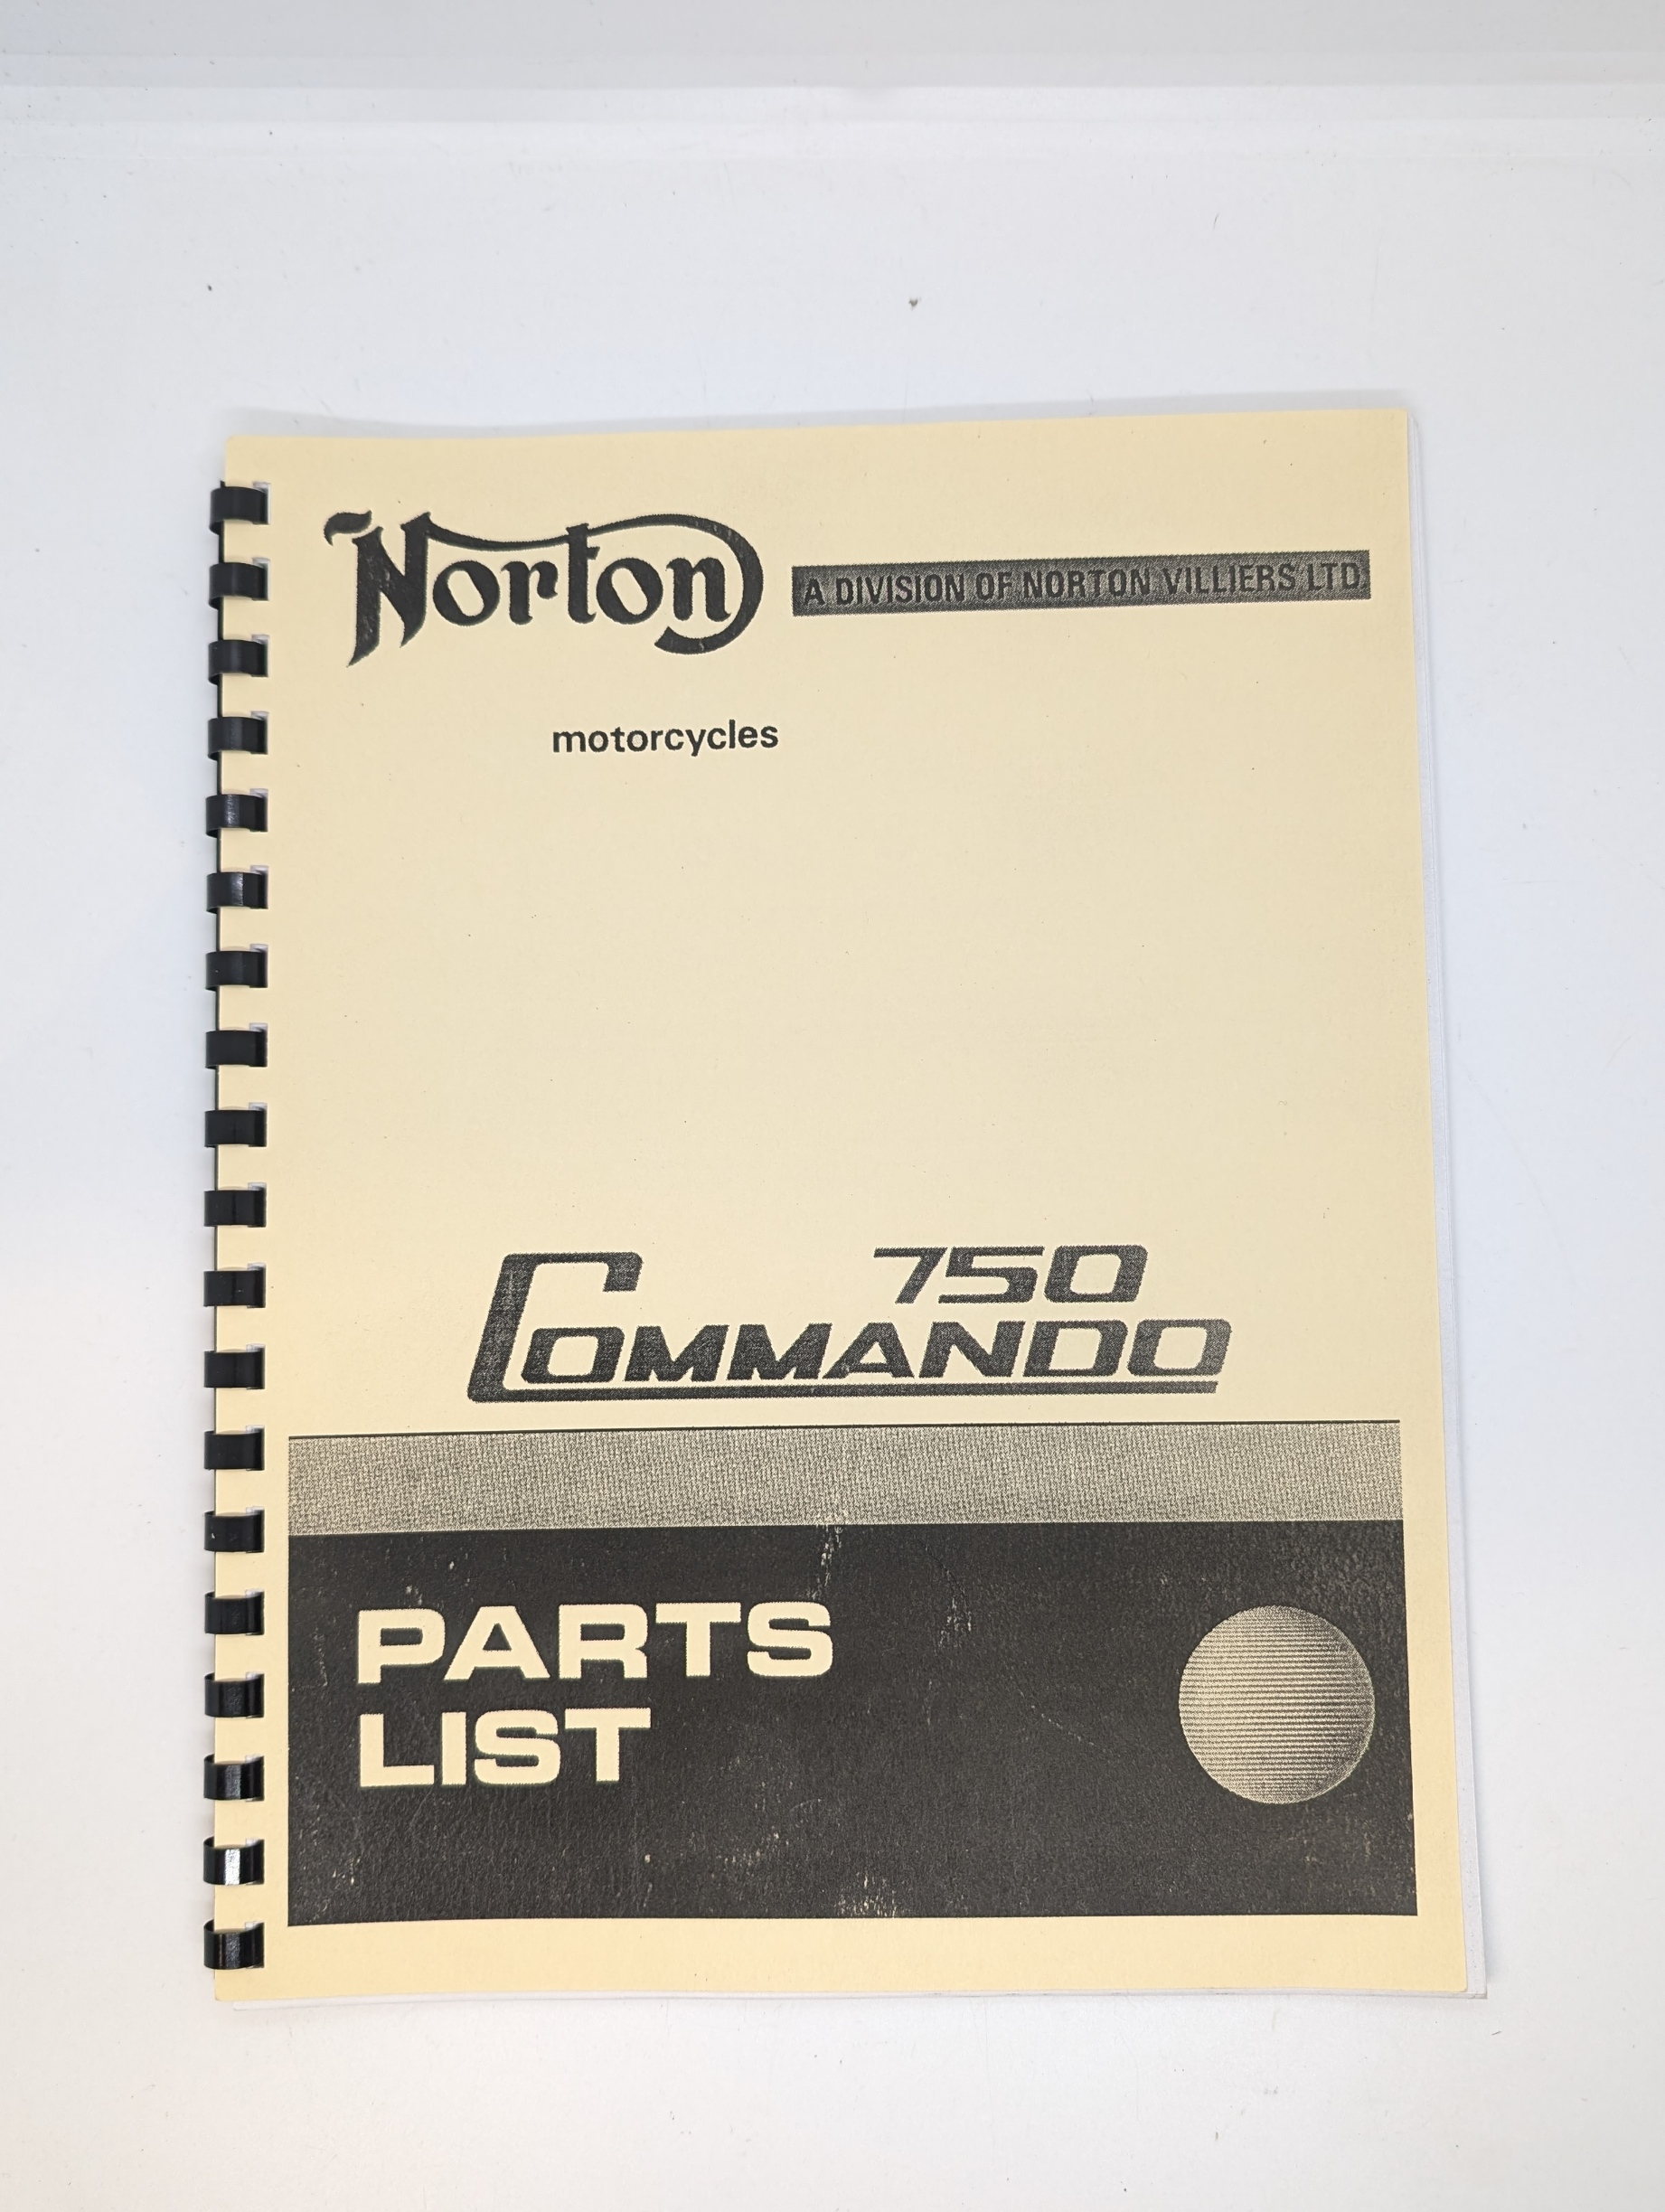 Norton
A DIVISION OF NORTON VILLIERS LTD
motorcycles
750
COMMANDO
PARTS
LIST